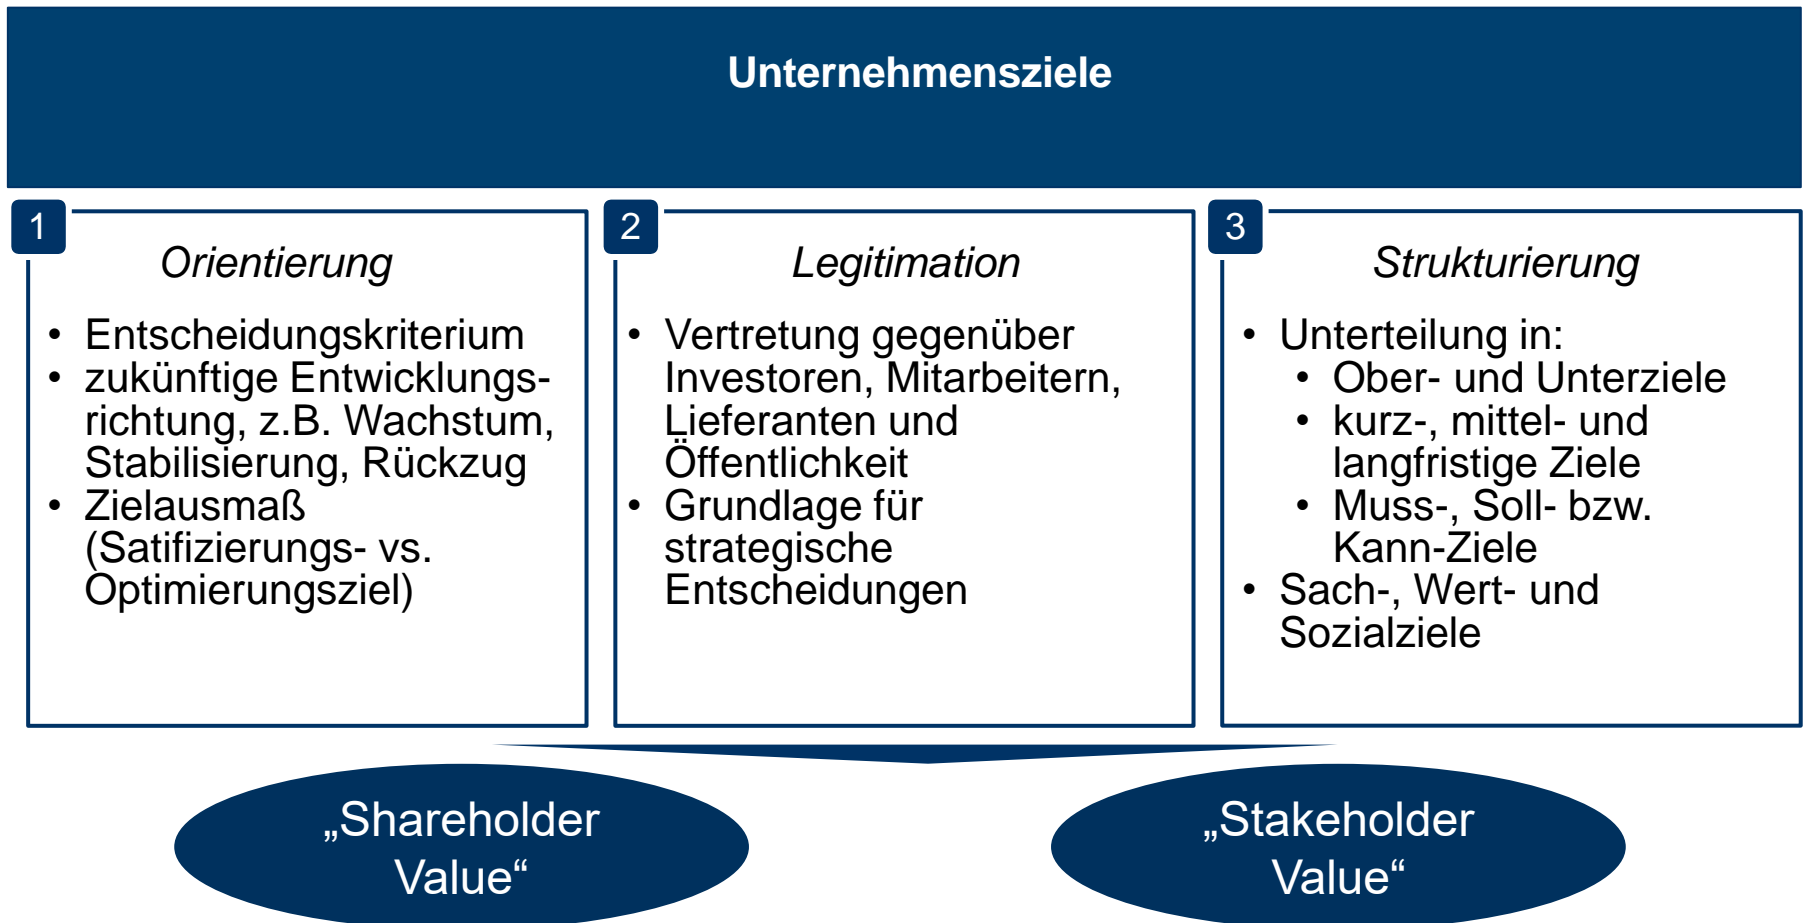 Unternehmensziele
1
Orientierung
• Entscheidungskriterium
• zukünftige Entwicklungs-
richtung, z.B. Wachstum,
Stabilisierung, Rückzug
• Zielausmaß
(Satifizierungs- vs.
Optimierungsziel)
2
Legitimation
• Vertretung gegenüber
Investoren, Mitarbeitern,
Lieferanten und
Öffentlichkeit
• Grundlage für
strategische
Entscheidungen
3
Strukturierung
• Unterteilung in:
• Ober- und Unterziele
• kurz-, mittel- und
langfristige Ziele
• Muss-, Soll- bzw.
Kann-Ziele
• Sach-, Wert- und
Sozialziele
„Shareholder
Value“
„Stakeholder
Value“